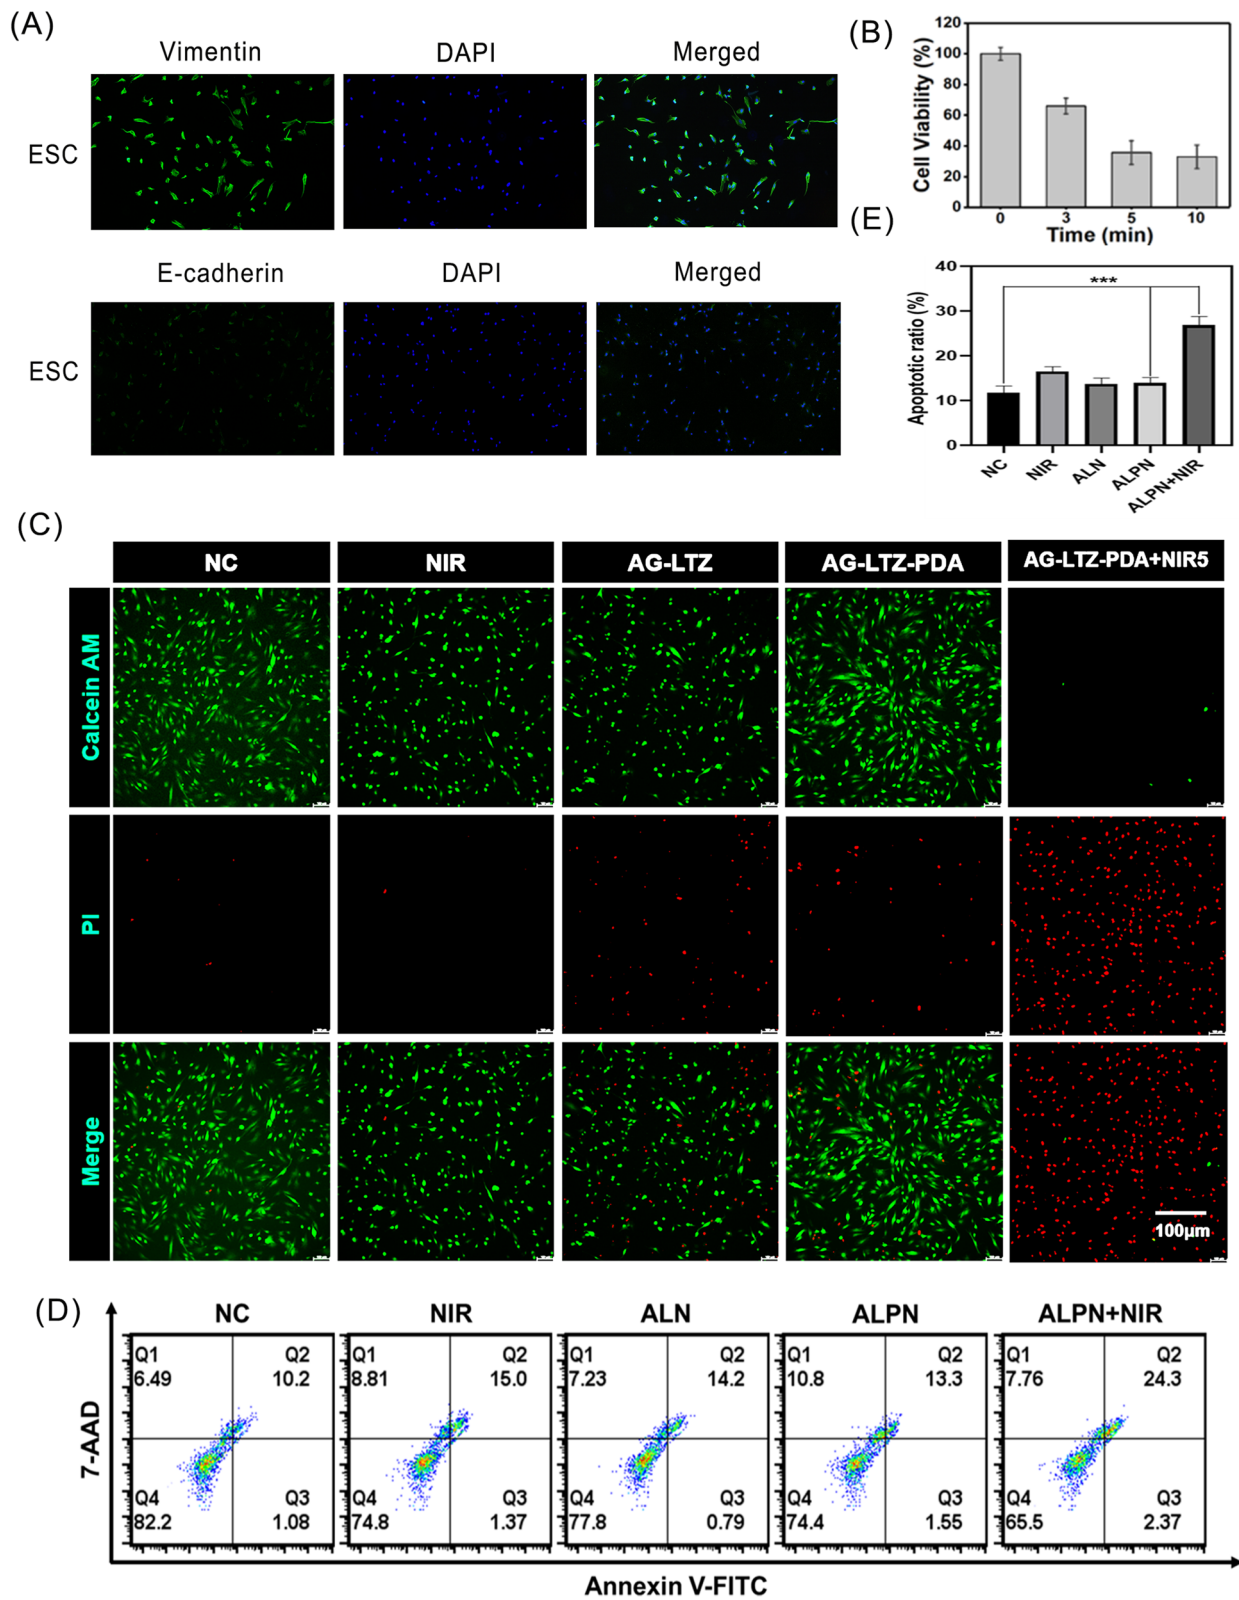 (A)
Vimentin DAPI Merged
ESC
E-cadherin DAPI Merged
ESC
(B)
Cell Viability (%)
120
100
80
60
40
20
0
0 3 5 10
Time (min)
(E)
Apoptotic ratio (%)
40
30
20
10
0
***
NC NIR ALN ALPN ALPN+NIR
(C)
NC NIR AG-LTZ AG-LTZ-PDA AG-LTZ-PDA+NIR5
Calcein AM
PI
Merge
100μm
(D)
NC NIR ALN ALPN ALPN+NIR
7-AAD
Q1 Q2 Q1 Q2 Q1 Q2 Q1 Q2 Q1 Q2
6.49 10.2 8.81 15.0 7.23 14.2 10.8 13.3 7.76 24.3
Q4 Q3 Q4 Q3 Q4 Q3 Q4 Q3 Q4 Q3
82.2 1.08 74.8 1.37 77.8 0.79 74.4 1.55 65.5 2.37
Annexin V-FITC